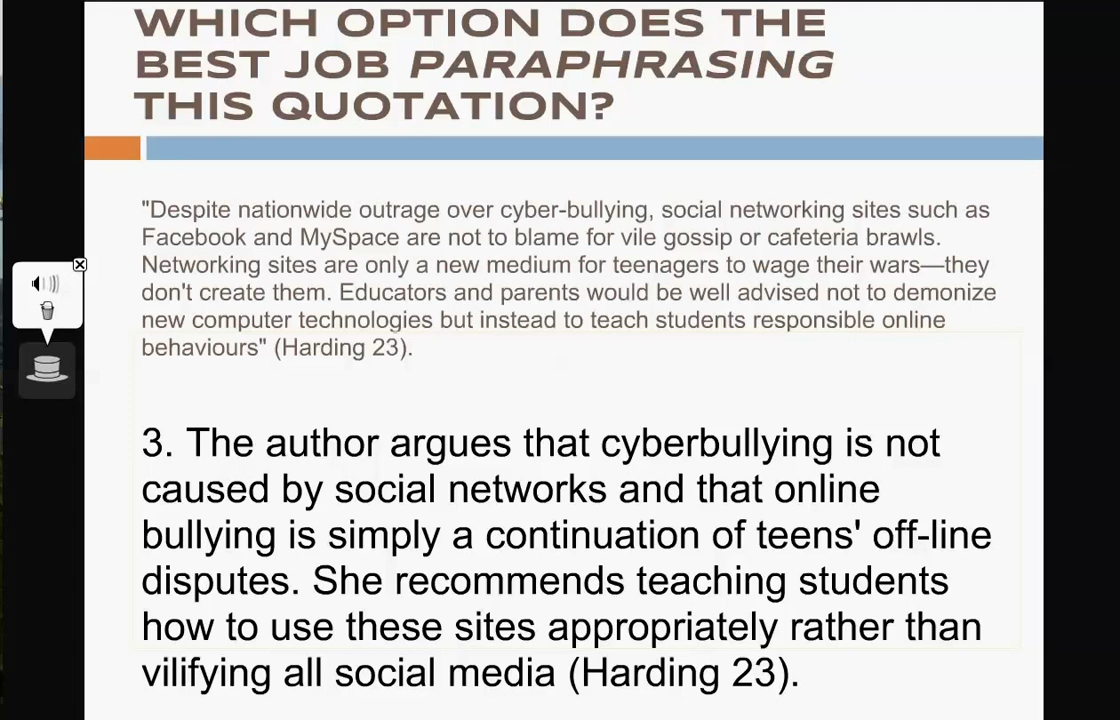 WHICH OPTION DOES THE
BEST JOB PARAPHRASING
THIS QUOTATION?
"Despite nationwide outrage over cyber-bullying, social networking sites such as
Facebook and MySpace are not to blame for vile gossip or cafeteria brawls.
Networking sites are only a new medium for teenagers to wage their wars—they
don't create them. Educators and parents would be well advised not to demonize
new computer technologies but instead to teach students responsible online
behaviours" (Harding 23).
3. The author argues that cyberbullying is not
caused by social networks and that online
bullying is simply a continuation of teens' off-line
disputes. She recommends teaching students
how to use these sites appropriately rather than
vilifying all social media (Harding 23).